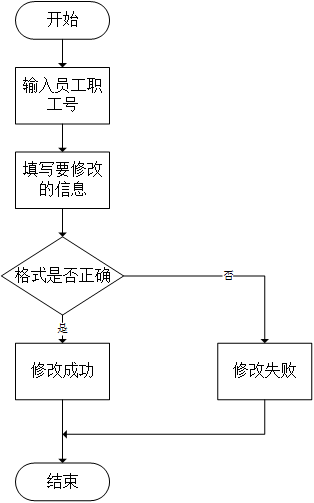 开始
输入员工职
工号
填写要修改
的信息
格式是否正确
否
是
修改成功
修改失败
结束